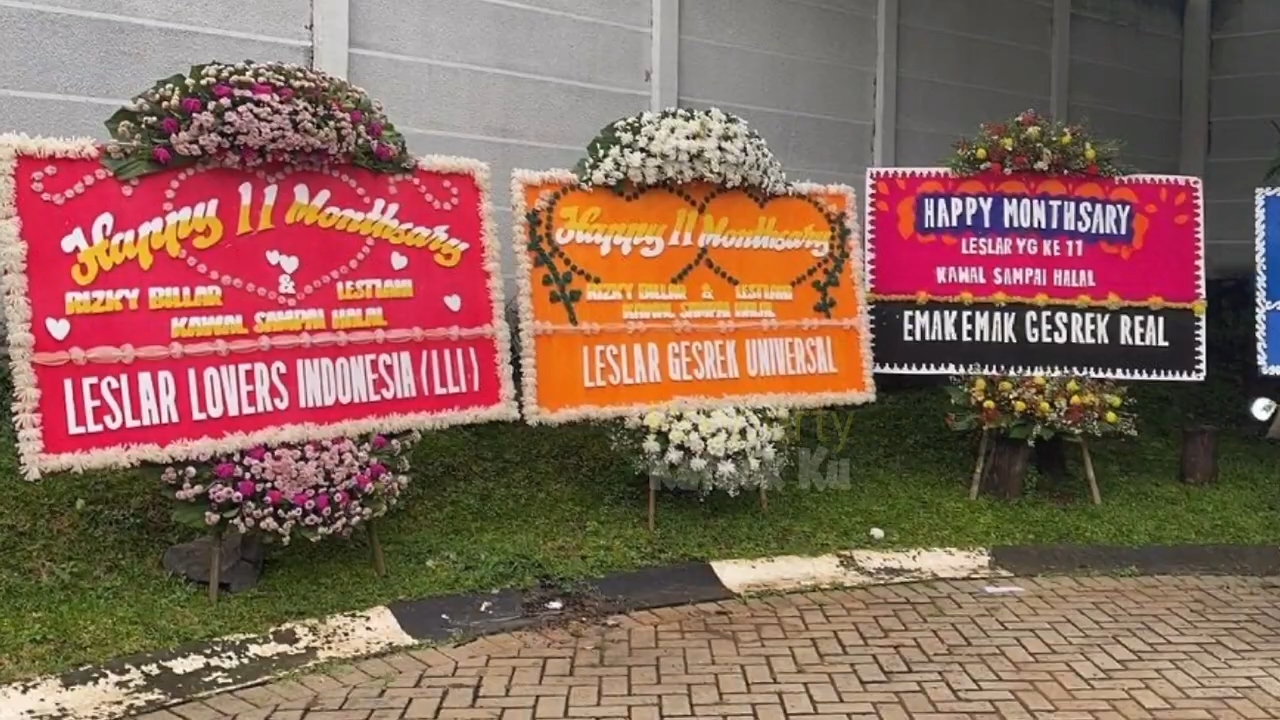 Happy 11 Monthsary
RIZKY BILLAR & LESTIANI
KAWAL SAMPAI HALAL
LESLAR LOVERS INDONESIA (LLI)
Happy 11 Monthsary
RIZKY BILLAR & LESTIANI
KAWAL SAMPAI HALAL
LESLAR GESREK UNIVERSAL
HAPPY MONTHSARY
LESLAR YG KE 11
KAWAL SAMPAI HALAL
EMAK EMAK GESREK REAL